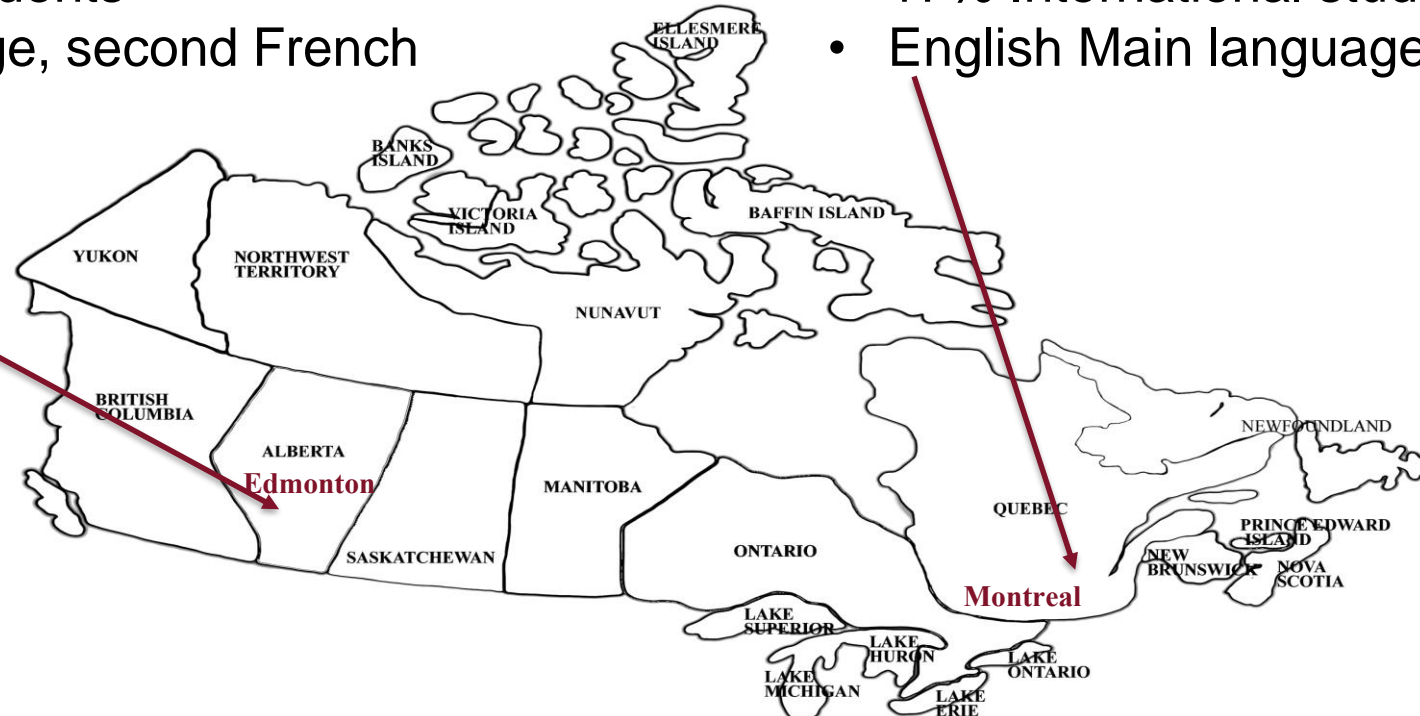 ge, second French
English Main language
ELLESMERE
ISLAND
BANKS
ISLAND
VICTORIA
ISLAND
BAFFIN ISLAND
YUKON
NORTHWEST
TERRITORY
NUNAVUT
BRITISH
COLUMBIA
ALBERTA
Edmonton
MANITOBA
SASKATCHEWAN
ONTARIO
QUEBEC
Montreal
NEWFOUNDLAND
PRINCE EDWARD
ISLAND
NEW
BRUNSWICK
NOVA
SCOTIA
LAKE
SUPERIOR
LAKE
HURON
LAKE
MICHIGAN
LAKE
ONTARIO
LAKE
ERIE